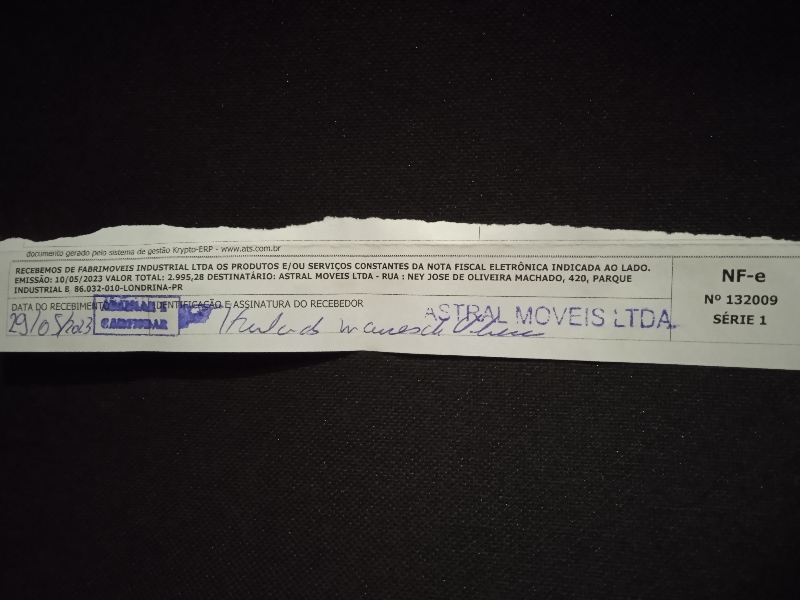 documento gerado pelo sistema de gestão Krypto-ERP - www.ats.com.br
RECEBEMOS DE FABRIMOVEIS INDUSTRIAL LTDA OS PRODUTOS E/OU SERVIÇOS CONSTANTES DA NOTA FISCAL ELETRÔNICA INDICADA AO LADO.
EMISSÃO: 10/05/2023 VALOR TOTAL: 2.995,28 DESTINATÁRIO: ASTRAL MOVEIS LTDA - RUA : NEY JOSE DE OLIVEIRA MACHADO, 420, PARQUE
INDUSTRIAL E 86.032-010-LONDRINA-PR
DATA DO RECEBIMENTO IDENTIFICAÇÃO E ASSINATURA DO RECEBEDOR
29/05/2023
ASTRAL MOVEIS LTDA.
NF-e
Nº 132009
SÉRIE 1